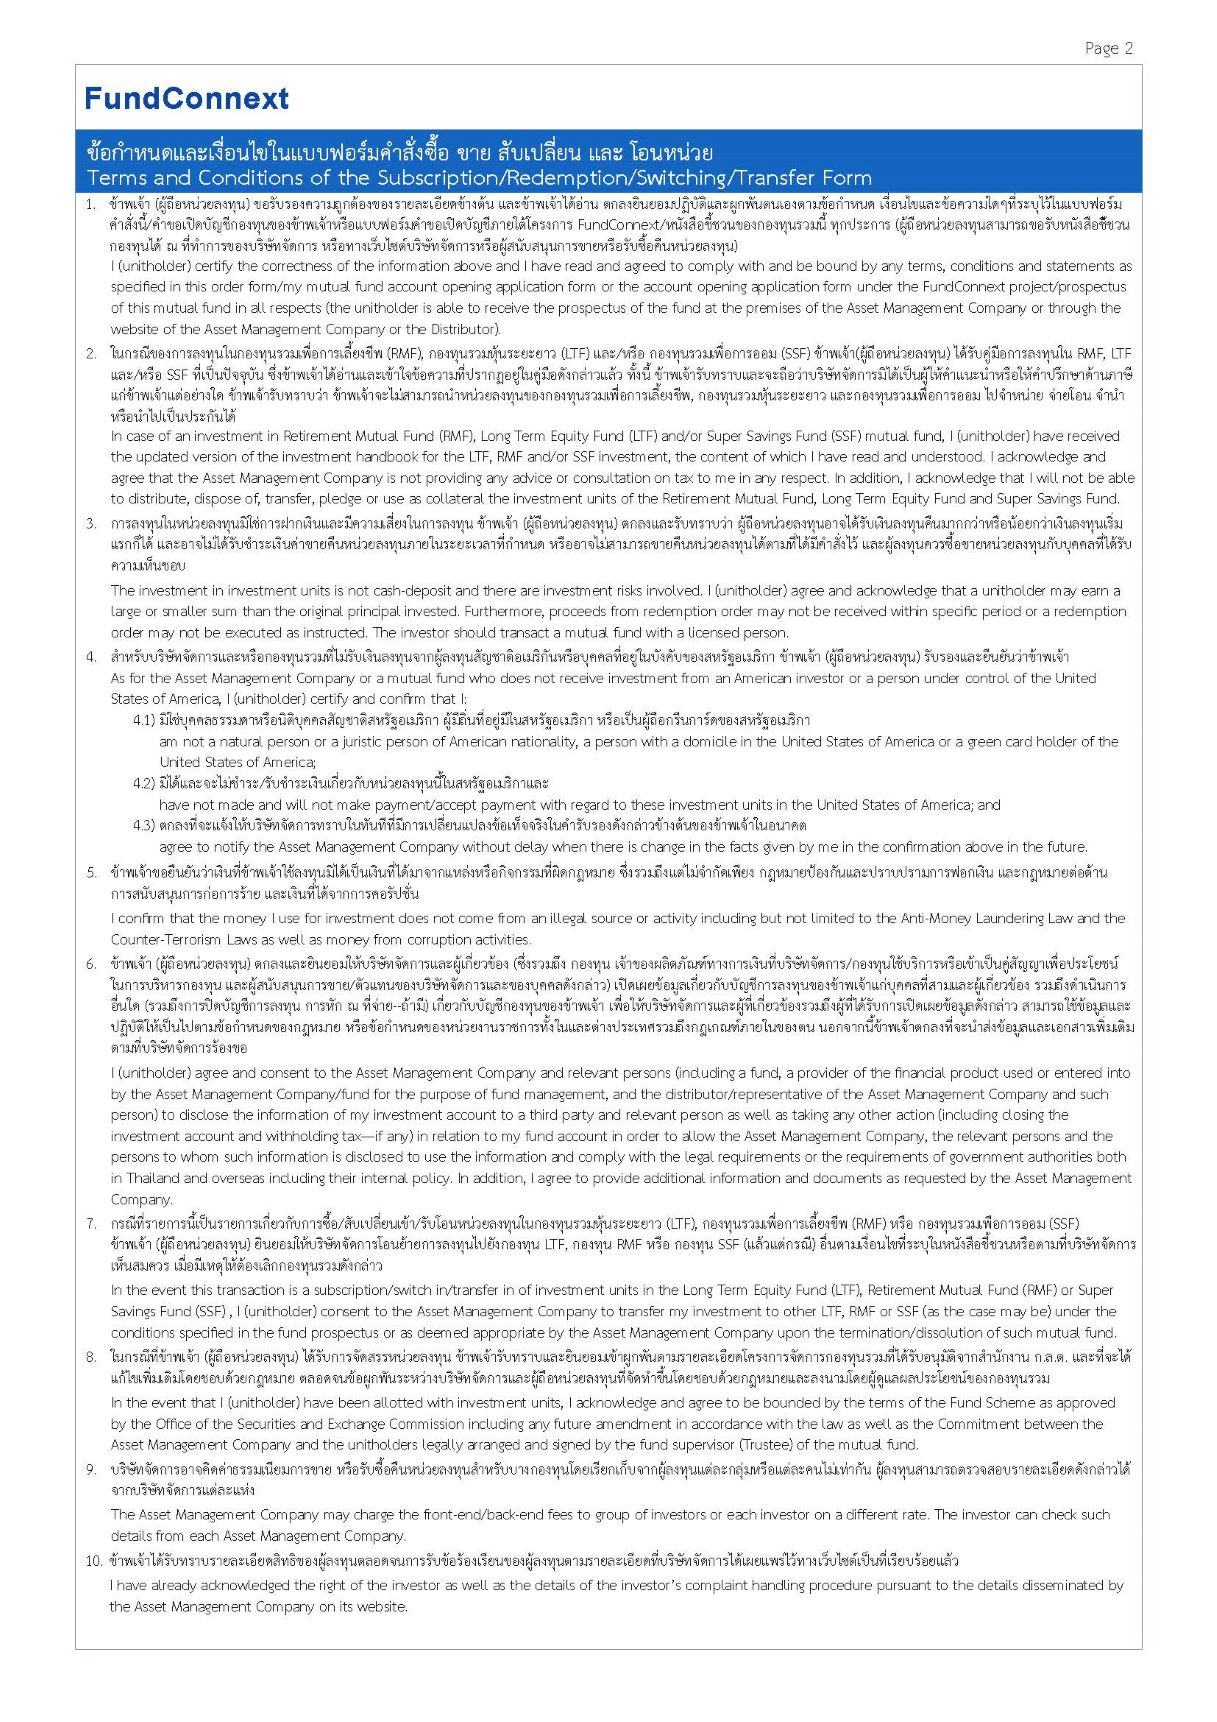 Page 2
FundConnext
ข้อกำหนดและเงื่อนไขในแบบฟอร์มคำสั่งซื้อ ขาย สับเปลี่ยน และ โอนหน่วย
Terms and Conditions of the Subscription/Redemption/Switching/Transfer Form
1. ข้าพเจ้า (ผู้ถือหน่วยลงทุน) ขอรับรองความถูกต้องของรายละเอียดข้างต้น และข้าพเจ้าได้อ่าน ตกลงยินยอมปฏิบัติและผูกพันตนเองตามข้อกำหนด เงื่อนไขและข้อความใดๆที่ระบุไว้ในแบบฟอร์ม
คำสั่งนี้/คำขอเปิดบัญชีกองทุนของข้าพเจ้าหรือแบบฟอร์มคำขอเปิดบัญชีภายใต้โครงการ FundConnext/หนังสือชี้ชวนของกองทุนรวมนี้ ทุกประการ (ผู้ถือหน่วยลงทุนสามารถขอรับหนังสือชี้ชวน
กองทุนได้ ณ ที่ทำการของบริษัทจัดการ หรือทางเว็บไซต์บริษัทจัดการหรือผู้สนับสนุนการขายหรือรับซื้อคืนหน่วยลงทุน)
I (unitholder) certify the correctness of the information above and I have read and agreed to comply with and be bound by any terms, conditions and statements as
specified in this order form/my mutual fund account opening application form or the account opening application form under the FundConnext project/prospectus
of this mutual fund in all respects (the unitholder is able to receive the prospectus of the fund at the premises of the Asset Management Company or through the
website of the Asset Management Company or the Distributor).
2. ในกรณีของการลงทุนในกองทุนรวมเพื่อการเลี้ยงชีพ (RMF), กองทุนรวมหุ้นระยะยาว (LTF) และ/หรือ กองทุนรวมเพื่อการออม (SSF) ข้าพเจ้า(ผู้ถือหน่วยลงทุน) ได้รับคู่มือการลงทุนใน RMF, LTF
และ/หรือ SSF ที่เป็นปัจจุบัน ซึ่งข้าพเจ้าได้อ่านและเข้าใจข้อความที่ปรากฏอยู่ในคู่มือดังกล่าวแล้ว ทั้งนี้ ข้าพเจ้ารับทราบและจะถือว่าบริษัทจัดการมิได้เป็นผู้ให้คำแนะนำหรือให้คำปรึกษาด้านภาษี
แก่ข้าพเจ้าแต่อย่างใด ข้าพเจ้ารับทราบว่า ข้าพเจ้าจะไม่สามารถนำหน่วยลงทุนของกองทุนรวมเพื่อการเลี้ยงชีพ, กองทุนรวมหุ้นระยะยาว และกองทุนรวมเพื่อการออม ไปจำหน่าย จ่ายโอน จำนำ
หรือนำไปเป็นประกันได้
In case of an investment in Retirement Mutual Fund (RMF), Long Term Equity Fund (LTF) and/or Super Savings Fund (SSF) mutual fund, I (unitholder) have received
the updated version of the investment handbook for the LTF, RMF and/or SSF investment, the content of which I have read and understood. I acknowledge and
agree that the Asset Management Company is not providing any advice or consultation on tax to me in any respect. In addition, I acknowledge that I will not be able
to distribute, dispose of, transfer, pledge or use as collateral the investment units of the Retirement Mutual Fund, Long Term Equity Fund and Super Savings Fund.
3. การลงทุนในหน่วยลงทุนมิใช่การฝากเงินและมีความเสี่ยงในการลงทุน ข้าพเจ้า (ผู้ถือหน่วยลงทุน) ตกลงและรับทราบว่า ผู้ถือหน่วยลงทุนอาจได้รับเงินลงทุนคืนมากกว่าหรือน้อยกว่าเงินลงทุนเริ่ม
แรกก็ได้ และอาจไม่ได้รับชำระเงินค่าขายคืนหน่วยลงทุนภายในระยะเวลาที่กำหนด หรืออาจไม่สามารถขายคืนหน่วยลงทุนได้ตามที่ได้มีคำสั่งไว้ และผู้ลงทุนควรซื้อขายหน่วยลงทุนกับบุคคลที่ได้รับ
ความเห็นชอบ
The investment in investment units is not cash-deposit and there are investment risks involved. I (unitholder) agree and acknowledge that a unitholder may earn a
large or smaller sum than the original principal invested. Furthermore, proceeds from redemption order may not be received within specific period or a redemption
order may not be executed as instructed. The investor should transact a mutual fund with a licensed person.
4. สำหรับบริษัทจัดการและหรือกองทุนรวมที่ไม่รับเงินลงทุนจากผู้ลงทุนสัญชาติอเมริกันหรือบุคคลที่อยู่ในบังคับของสหรัฐอเมริกา ข้าพเจ้า (ผู้ถือหน่วยลงทุน) รับรองและยืนยันว่าข้าพเจ้า
As for the Asset Management Company or a mutual fund who does not receive investment from an American investor or a person under control of the United
States of America, I (unitholder) certify and confirm that I:
4.1) มิใช่บุคคลธรรมดาหรือนิติบุคคลสัญชาติสหรัฐอเมริกา ผู้มีถิ่นที่อยู่มีในสหรัฐอเมริกา หรือเป็นผู้ถือกรีนการ์ดของสหรัฐอเมริกา
am not a natural person or a juristic person of American nationality, a person with a domicile in the United States of America or a green card holder of the
United States of America;
4.2) มิได้และจะไม่ชำระ/รับชำระเงินเกี่ยวกับหน่วยลงทุนนี้ในสหรัฐอเมริกาและ
have not made and will not make payment/accept payment with regard to these investment units in the United States of America; and
4.3) ตกลงที่จะแจ้งให้บริษัทจัดการทราบในทันทีที่มีการเปลี่ยนแปลงข้อเท็จจริงในคำรับรองดังกล่าวข้างต้นของข้าพเจ้าในอนาคต
agree to notify the Asset Management Company without delay when there is change in the facts given by me in the confirmation above in the future.
5. ข้าพเจ้าขอยืนยันว่าเงินที่ข้าพเจ้าใช้ลงทุนมิได้เป็นเงินที่ได้มาจากแหล่งหรือกิจกรรมที่ผิดกฎหมาย ซึ่งรวมถึงแต่ไม่จำกัดเพียง กฎหมายป้องกันและปราบปรามการฟอกเงิน และกฎหมายต่อต้าน
การสนับสนุนการก่อการร้าย และเงินที่ได้จากการคอรัปชั่น
I confirm that the money I use for investment does not come from an illegal source or activity including but not limited to the Anti-Money Laundering Law and the
Counter-Terrorism Laws as well as money from corruption activities.
6. ข้าพเจ้า (ผู้ถือหน่วยลงทุน) ตกลงและยินยอมให้บริษัทจัดการและผู้เกี่ยวข้อง (ซึ่งรวมถึง กองทุน เจ้าของผลิตภัณฑ์ทางการเงินที่บริษัทจัดการ/กองทุนใช้บริการหรือเข้าเป็นคู่สัญญาเพื่อประโยชน์
ในการบริหารกองทุน และผู้สนับสนุนการขาย/ตัวแทนของบริษัทจัดการและของบุคคลดังกล่าว) เปิดเผยข้อมูลเกี่ยวกับบัญชีการลงทุนของข้าพเจ้าแก่บุคคลที่สามและผู้เกี่ยวข้อง รวมถึงดำเนินการ
อื่นใด (รวมถึงการปิดบัญชีการลงทุน การหัก ณ ที่จ่าย--ถ้ามี) เกี่ยวกับบัญชีกองทุนของข้าพเจ้า เพื่อให้บริษัทจัดการและผู้ที่เกี่ยวข้องรวมถึงผู้ที่ได้รับการเปิดเผยข้อมูลดังกล่าว สามารถใช้ข้อมูลและ
ปฏิบัติให้เป็นไปตามข้อกำหนดของกฎหมาย หรือข้อกำหนดของหน่วยงานราชการทั้งในและต่างประเทศรวมถึงกฎเกณฑ์ภายในของตน นอกจากนี้ข้าพเจ้าตกลงที่จะนำส่งข้อมูลและเอกสารเพิ่มเติม
ตามที่บริษัทจัดการร้องขอ
I (unitholder) agree and consent to the Asset Management Company and relevant persons (including a fund, a provider of the financial product used or entered into
by the Asset Management Company/fund for the purpose of fund management, and the distributor/representative of the Asset Management Company and such
person) to disclose the information of my investment account to a third party and relevant person as well as taking any other action (including closing the
investment account and withholding tax—if any) in relation to my fund account in order to allow the Asset Management Company, the relevant persons and the
persons to whom such information is disclosed to use the information and comply with the legal requirements or the requirements of government authorities both
in Thailand and overseas including their internal policy. In addition, I agree to provide additional information and documents as requested by the Asset Management
Company.
7. กรณีที่รายการนี้เป็นรายการเกี่ยวกับการซื้อ/สับเปลี่ยนเข้า/รับโอนหน่วยลงทุนในกองทุนรวมหุ้นระยะยาว (LTF), กองทุนรวมเพื่อการเลี้ยงชีพ (RMF) หรือ กองทุนรวมเพื่อการออม (SSF)
ข้าพเจ้า (ผู้ถือหน่วยลงทุน) ยินยอมให้บริษัทจัดการโอนย้ายการลงทุนไปยังกองทุน LTF, กองทุน RMF หรือ กองทุน SSF (แล้วแต่กรณี) อื่นตามเงื่อนไขที่ระบุในหนังสือชี้ชวนหรือตามที่บริษัทจัดการ
เห็นสมควร เมื่อมีเหตุให้ต้องเลิกกองทุนรวมดังกล่าว
In the event this transaction is a subscription/switch in/transfer in of investment units in the Long Term Equity Fund (LTF), Retirement Mutual Fund (RMF) or Super
Savings Fund (SSF) , I (unitholder) consent to the Asset Management Company to transfer my investment to other LTF, RMF or SSF (as the case may be) under the
conditions specified in the fund prospectus or as deemed appropriate by the Asset Management Company upon the termination/dissolution of such mutual fund.
8. ในกรณีที่ข้าพเจ้า (ผู้ถือหน่วยลงทุน) ได้รับการจัดสรรหน่วยลงทุน ข้าพเจ้ารับทราบและยินยอมเข้าผูกพันตามรายละเอียดโครงการจัดการกองทุนรวมที่ได้รับอนุมัติจากสำนักงาน ก.ล.ต. และที่จะได้
แก้ไขเพิ่มเติมโดยชอบด้วยกฎหมาย ตลอดจนข้อผูกพันระหว่างบริษัทจัดการและผู้ถือหน่วยลงทุนที่จัดทำขึ้นโดยชอบด้วยกฎหมายและลงนามโดยผู้ดูแลผลประโยชน์ของกองทุนรวม
In the event that I (unitholder) have been allotted with investment units, I acknowledge and agree to be bounded by the terms of the Fund Scheme as approved
by the Office of the Securities and Exchange Commission including any future amendment in accordance with the law as well as the Commitment between the
Asset Management Company and the unitholders legally arranged and signed by the fund supervisor (Trustee) of the mutual fund.
9. บริษัทจัดการอาจคิดค่าธรรมเนียมการขาย หรือรับซื้อคืนหน่วยลงทุนสำหรับบางกองทุนโดยเรียกเก็บจากผู้ลงทุนแต่ละกลุ่มหรือแต่ละคนไม่เท่ากัน ผู้ลงทุนสามารถตรวจสอบรายละเอียดดังกล่าวได้
จากบริษัทจัดการแต่ละแห่ง
The Asset Management Company may charge the front-end/back-end fees to group of investors or each investor on a different rate. The investor can check such
details from each Asset Management Company.
10. ข้าพเจ้าได้รับทราบรายละเอียดสิทธิของผู้ลงทุนตลอดจนการรับข้อร้องเรียนของผู้ลงทุนตามรายละเอียดที่บริษัทจัดการได้เผยแพร่ไว้ทางเว็บไซต์เป็นที่เรียบร้อยแล้ว
I have already acknowledged the right of the investor as well as the details of the investor's complaint handling procedure pursuant to the details disseminated by
the Asset Management Company on its website.